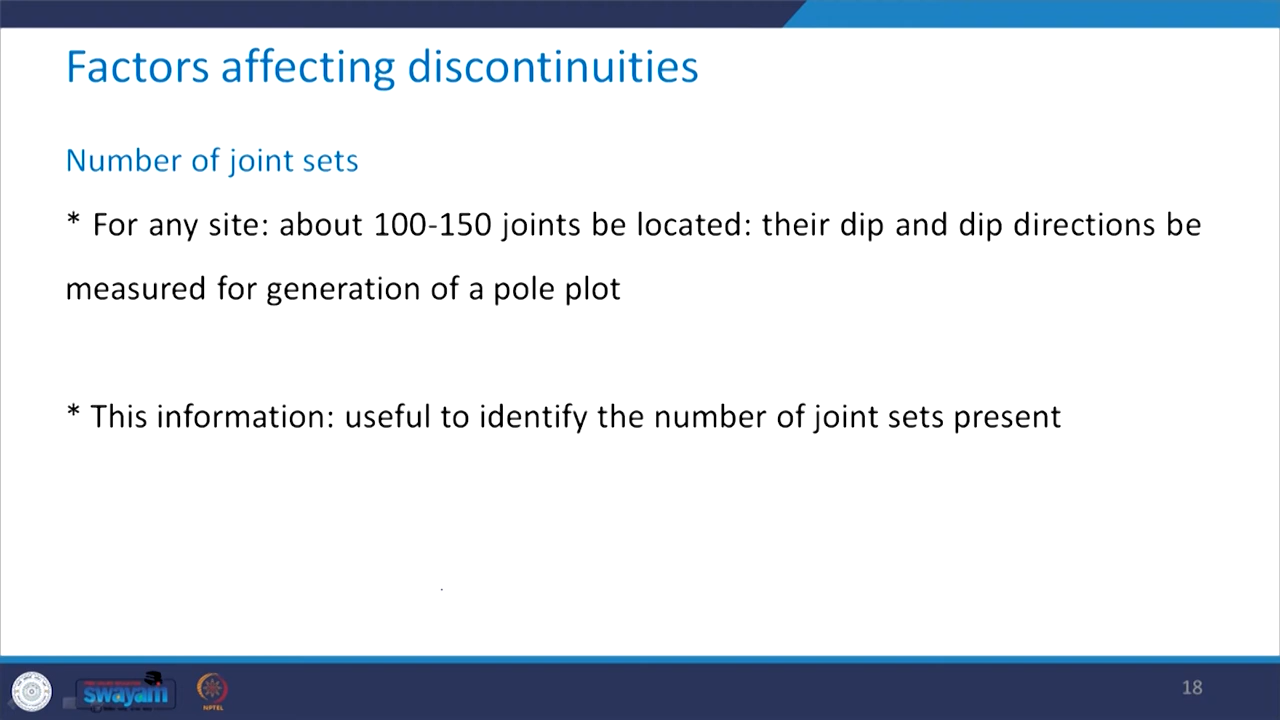 Factors affecting discontinuities
Number of joint sets
* For any site: about 100-150 joints be located: their dip and dip directions be
measured for generation of a pole plot
* This information: useful to identify the number of joint sets present
swayam
NPTEL
18